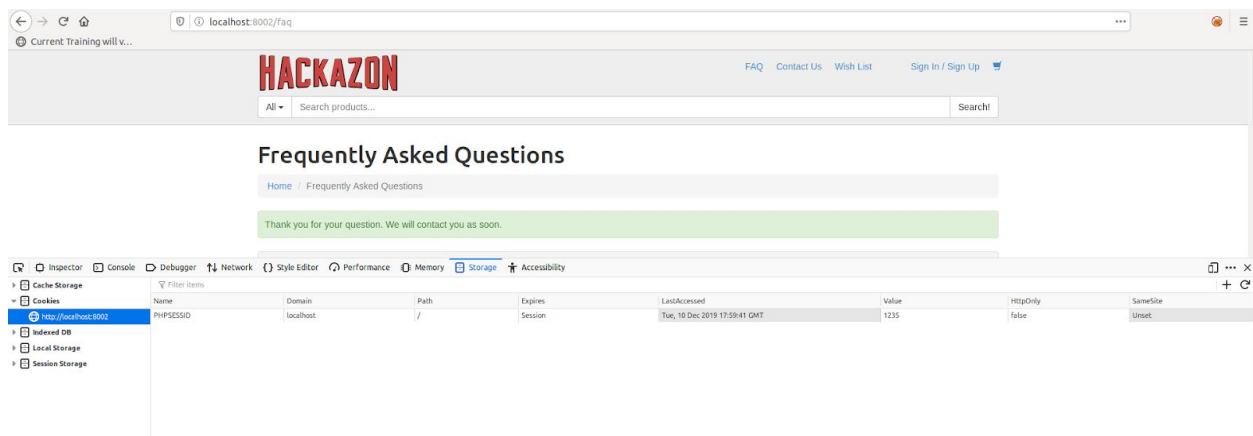 localhost:8002/faq
Current Training will v...
HACKAZON
FAQ Contact Us Wish List Sign In / Sign Up
All Search products... Search!
Frequently Asked Questions
Home / Frequently Asked Questions
Thank you for your question. We will contact you as soon.
Inspector Console Debugger Network {} Style Editor Performance Memory Storage Accessibility
Cache Storage Filter items
Cookies Name Domain Path Expires LastAccessed Value HttpOnly SameSite
http://localhost:8002 PHPSESSID localhost / Session Tue, 10 Dec 2019 17:59:41 GMT 1235 false Unset
Indexed DB
Local Storage
Session Storage